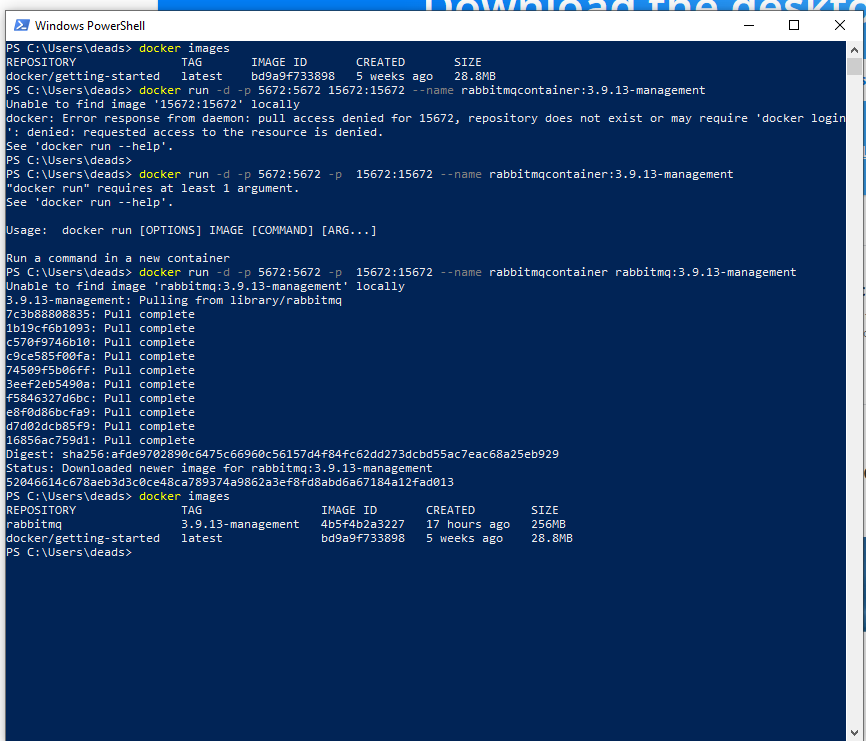 Download the deskto
Windows PowerShell
PS C:\Users\deads> docker images
REPOSITORY TAG IMAGE ID CREATED SIZE
docker/getting-started latest bd9a9f733898 5 weeks ago 28.8MB
PS C:\Users\deads> docker run -d -p 5672:5672 15672:15672 --name rabbitmqcontainer:3.9.13-management
Unable to find image '15672:15672' locally
docker: Error response from daemon: pull access denied for 15672, repository does not exist or may require 'docker login
': denied: requested access to the resource is denied.
See 'docker run --help'.
PS C:\Users\deads>
PS C:\Users\deads> docker run -d -p 5672:5672 -p  15672:15672 --name rabbitmqcontainer:3.9.13-management
"docker run" requires at least 1 argument.
See 'docker run --help'.
Usage:  docker run [OPTIONS] IMAGE [COMMAND] [ARG...]
Run a command in a new container
PS C:\Users\deads> docker run -d -p 5672:5672 -p  15672:15672 --name rabbitmqcontainer rabbitmq:3.9.13-management
Unable to find image 'rabbitmq:3.9.13-management' locally
3.9.13-management: Pulling from library/rabbitmq
7c3b88808835: Pull complete
1b19cf6b1093: Pull complete
c570f9746b10: Pull complete
c9ce585f00fa: Pull complete
74509f5b06ff: Pull complete
3eef2eb5490a: Pull complete
f5846327d6bc: Pull complete
e8f0d86bcfa9: Pull complete
d7d02dcb85f9: Pull complete
16856ac759d1: Pull complete
Digest: sha256:afde9702890c6475c66960c56157d4f84fc62dd273dcbd55ac7eac68a25eb929
Status: Downloaded newer image for rabbitmq:3.9.13-management
52046614c678aeb3d3c0ce48ca789374a9862a3ef8fd8abd6a67184a12fad013
PS C:\Users\deads> docker images
REPOSITORY TAG IMAGE ID CREATED SIZE
rabbitmq 3.9.13-management 4b5f4b2a3227 17 hours ago 256MB
docker/getting-started latest bd9a9f733898 5 weeks ago 28.8MB
PS C:\Users\deads>